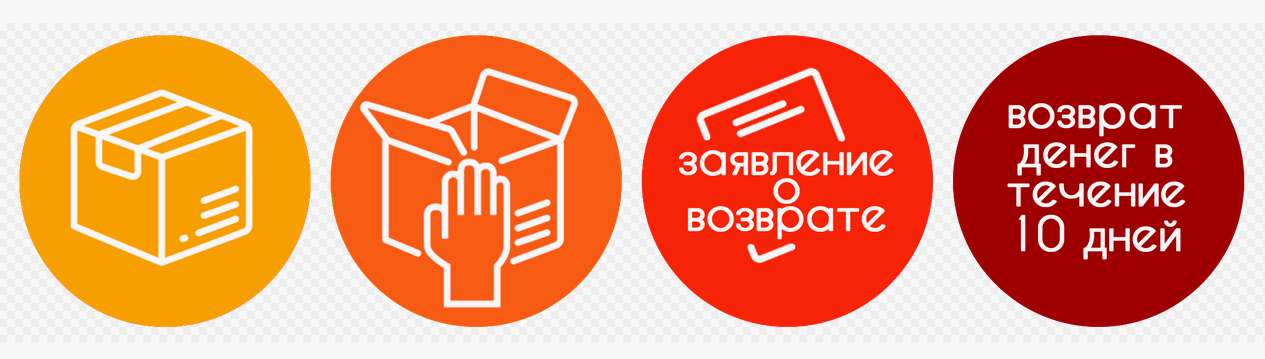 заявление
о
возврате
возврат
денег в
течение
10 дней